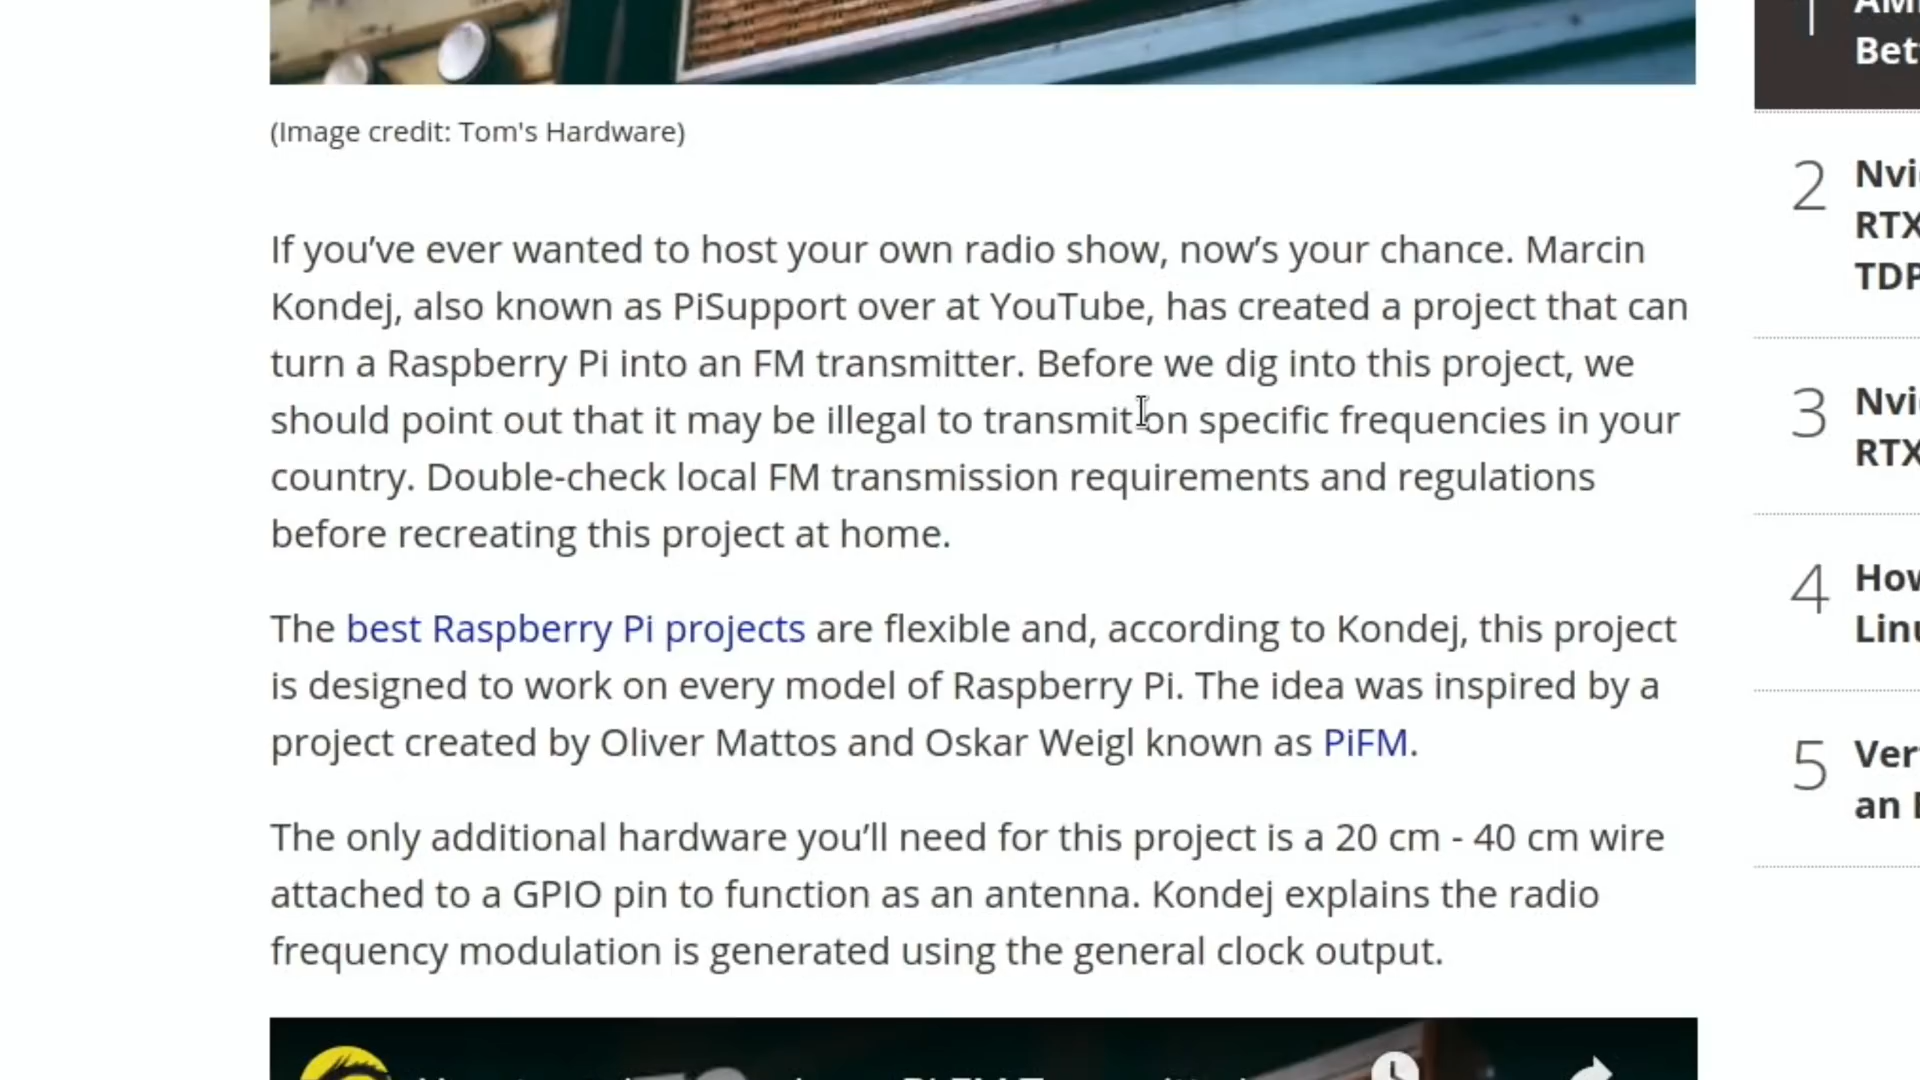 (Image credit: Tom's Hardware)
If you’ve ever wanted to host your own radio show, now’s your chance. Marcin
Kondej, also known as PiSupport over at YouTube, has created a project that can
turn a Raspberry Pi into an FM transmitter. Before we dig into this project, we
should point out that it may be illegal to transmit on specific frequencies in your
country. Double-check local FM transmission requirements and regulations
before recreating this project at home.
The best Raspberry Pi projects are flexible and, according to Kondej, this project
is designed to work on every model of Raspberry Pi. The idea was inspired by a
project created by Oliver Mattos and Oskar Weigl known as PiFM.
The only additional hardware you’ll need for this project is a 20 cm - 40 cm wire
attached to a GPIO pin to function as an antenna. Kondej explains the radio
frequency modulation is generated using the general clock output.
1
Bet
2
RTX
TDP
3
RTX
4
5
an